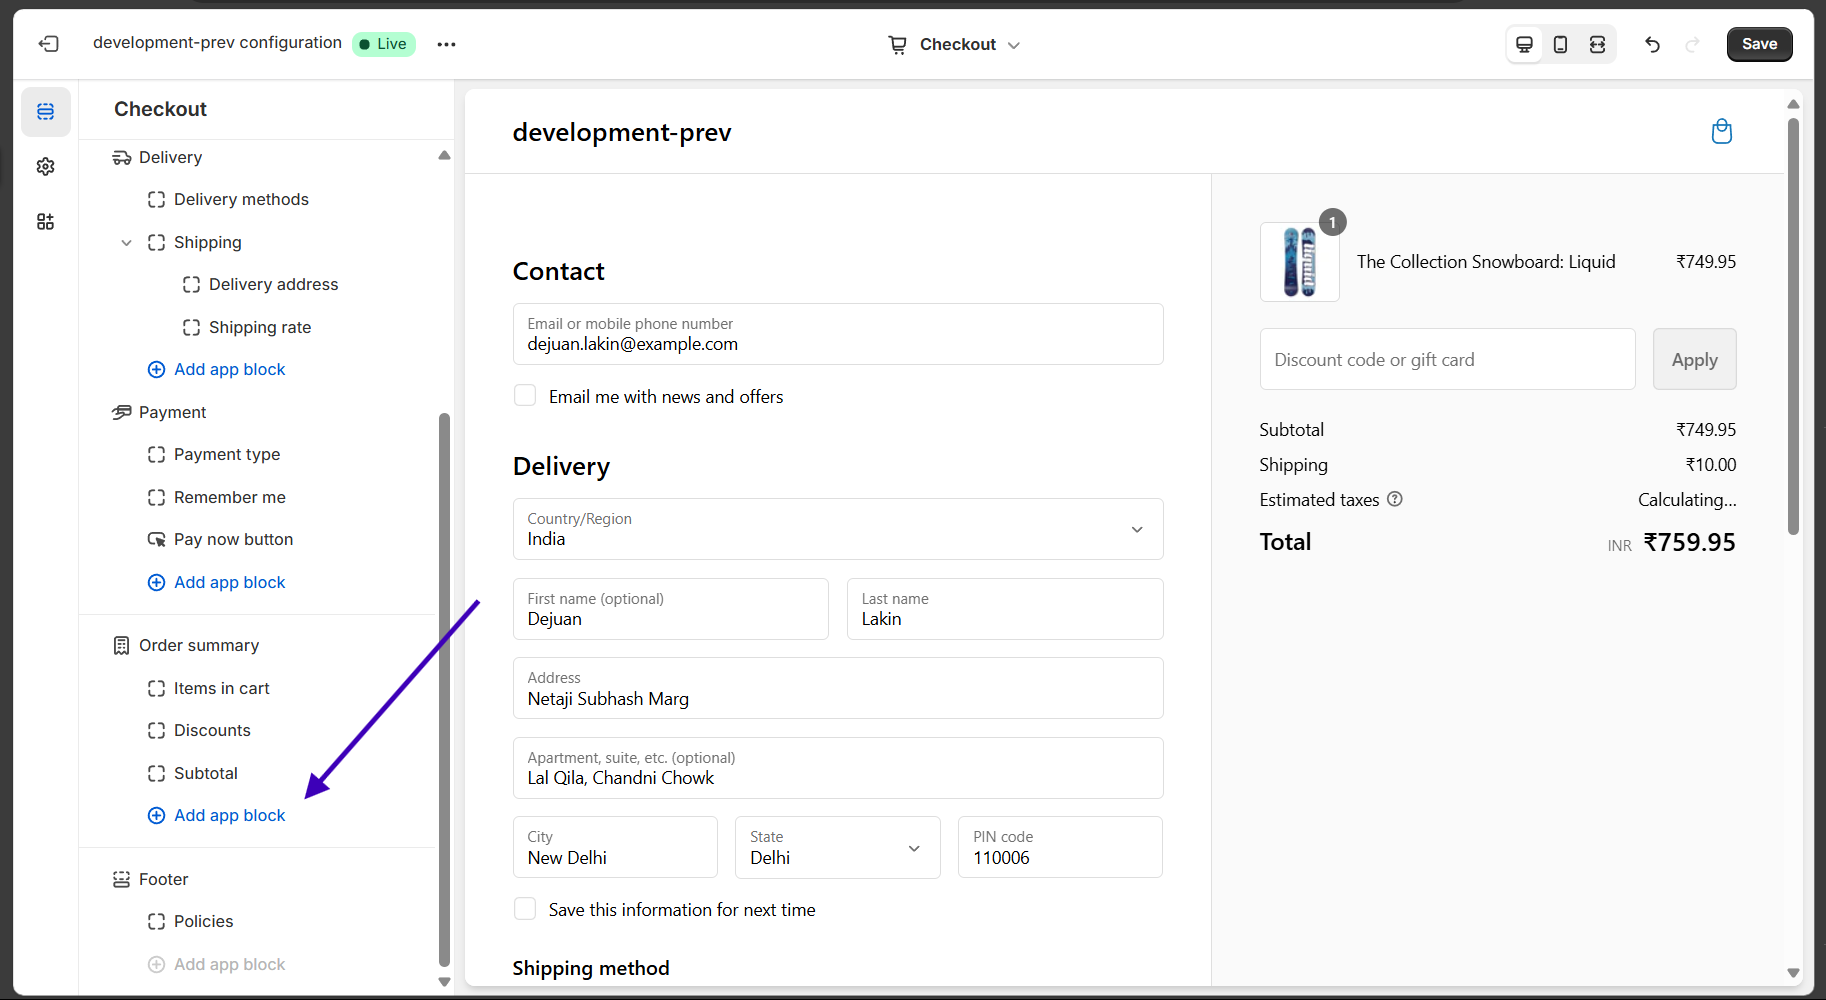 development-prev configuration Live
Checkout
Save
Checkout
Delivery
Delivery methods
Shipping
Delivery address
Shipping rate
Add app block
Payment
Payment type
Remember me
Pay now button
Add app block
Order summary
Items in cart
Discounts
Subtotal
Add app block
Footer
Policies
Add app block
development-prev
Contact
Email or mobile phone number
dejuan.lakin@example.com
Email me with news and offers
Delivery
Country/Region
India
First name (optional)
Dejuan
Last name
Lakin
Address
Netaji Subhash Marg
Apartment, suite, etc. (optional)
Lal Qila, Chandni Chowk
City
New Delhi
State
Delhi
PIN code
110006
Save this information for next time
Shipping method
1
Liquid
The Collection Snowboard: Liquid ₹749.95
Discount code or gift card
Apply
Subtotal ₹749.95
Shipping ₹10.00
Estimated taxes Calculating...
Total INR ₹759.95